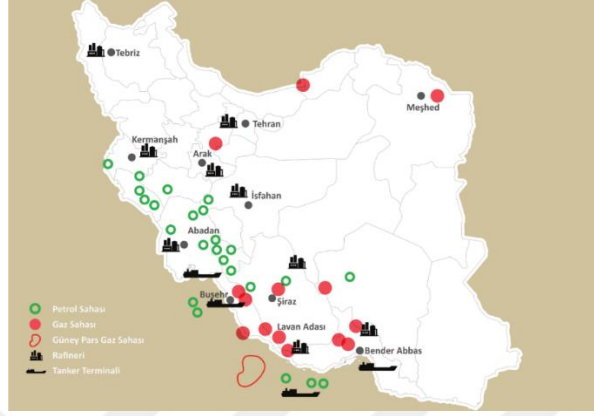 Tebriz
Meşhed
Tehran
Kermanşah
Arak
İsfahan
Abadan
Buşehr
Şiraz
Lavan Adası
Bender Abbas
Petrol Sahası
Gaz Sahası
Güney Pars Gaz Sahası
Rafineri
Tanker Terminali